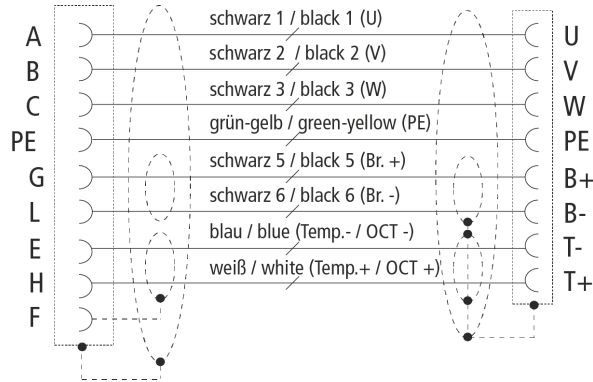 A schwarz 1 / black 1 (U) U
B schwarz 2 / black 2 (V) V
C schwarz 3 / black 3 (W) W
PE grün-gelb / green-yellow (PE) PE
G schwarz 5 / black 5 (Br. +) B+
L schwarz 6 / black 6 (Br. -) B-
E blau / blue (Temp.- / OCT -) T-
H weiß / white (Temp.+ / OCT +) T+
F